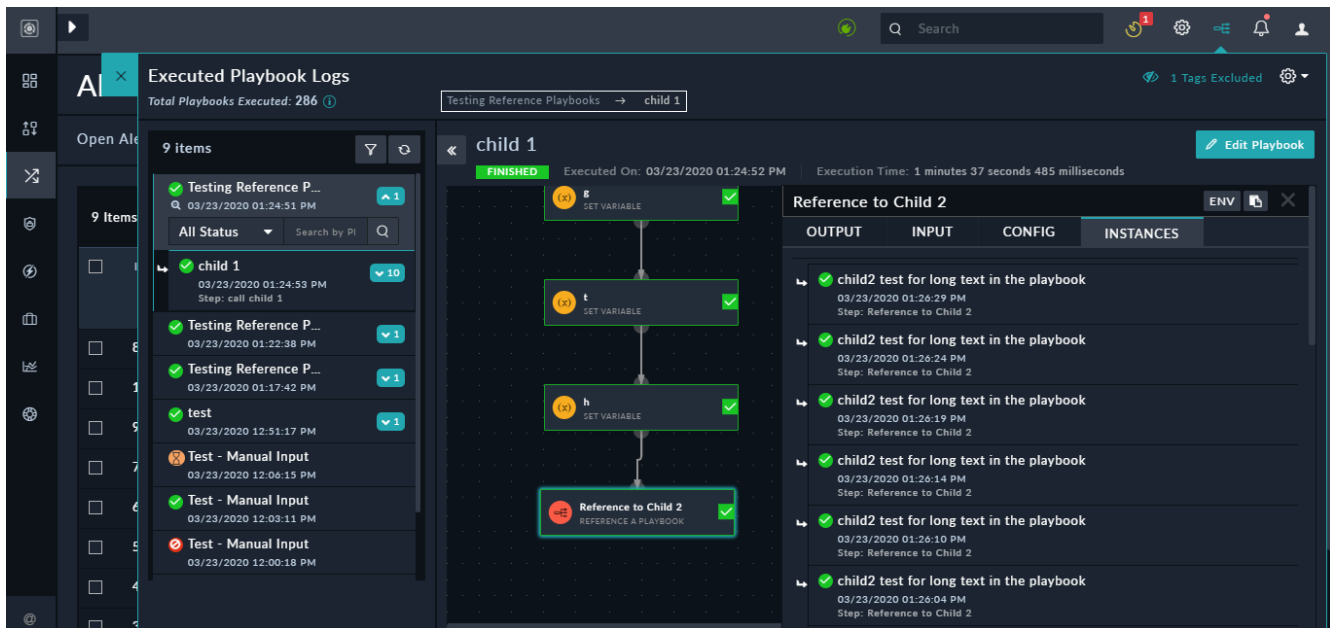 1
Search
Al
Executed Playbook Logs
Total Playbooks Executed: 286
Testing Reference Playbooks → child 1
1 Tags Excluded
Open Ale
9 Items
8
1
9
7
6
5
4
9 items
Testing Reference P...
03/23/2020 01:24:51 PM
1
All Status
Search by Pl
child 1
03/23/2020 01:24:53 PM
Step: call child 1
10
Testing Reference P...
03/23/2020 01:22:38 PM
1
Testing Reference P...
03/23/2020 01:17:42 PM
1
test
03/23/2020 12:51:17 PM
1
Test - Manual Input
03/23/2020 12:06:15 PM
Test - Manual Input
03/23/2020 12:03:11 PM
Test - Manual Input
03/23/2020 12:00:18 PM
child 1
Edit Playbook
FINISHED Executed On: 03/23/2020 01:24:52 PM Execution Time: 1 minutes 37 seconds 485 milliseconds
(x) g
SET VARIABLE
(x) t
SET VARIABLE
(x) h
SET VARIABLE
Reference to Child 2
REFERENCE A PLAYBOOK
Reference to Child 2
ENV
OUTPUT INPUT CONFIG INSTANCES
child2 test for long text in the playbook
03/23/2020 01:26:29 PM
Step: Reference to Child 2
child2 test for long text in the playbook
03/23/2020 01:26:24 PM
Step: Reference to Child 2
child2 test for long text in the playbook
03/23/2020 01:26:19 PM
Step: Reference to Child 2
child2 test for long text in the playbook
03/23/2020 01:26:14 PM
Step: Reference to Child 2
child2 test for long text in the playbook
03/23/2020 01:26:10 PM
Step: Reference to Child 2
child2 test for long text in the playbook
03/23/2020 01:26:04 PM
Step: Reference to Child 2
@